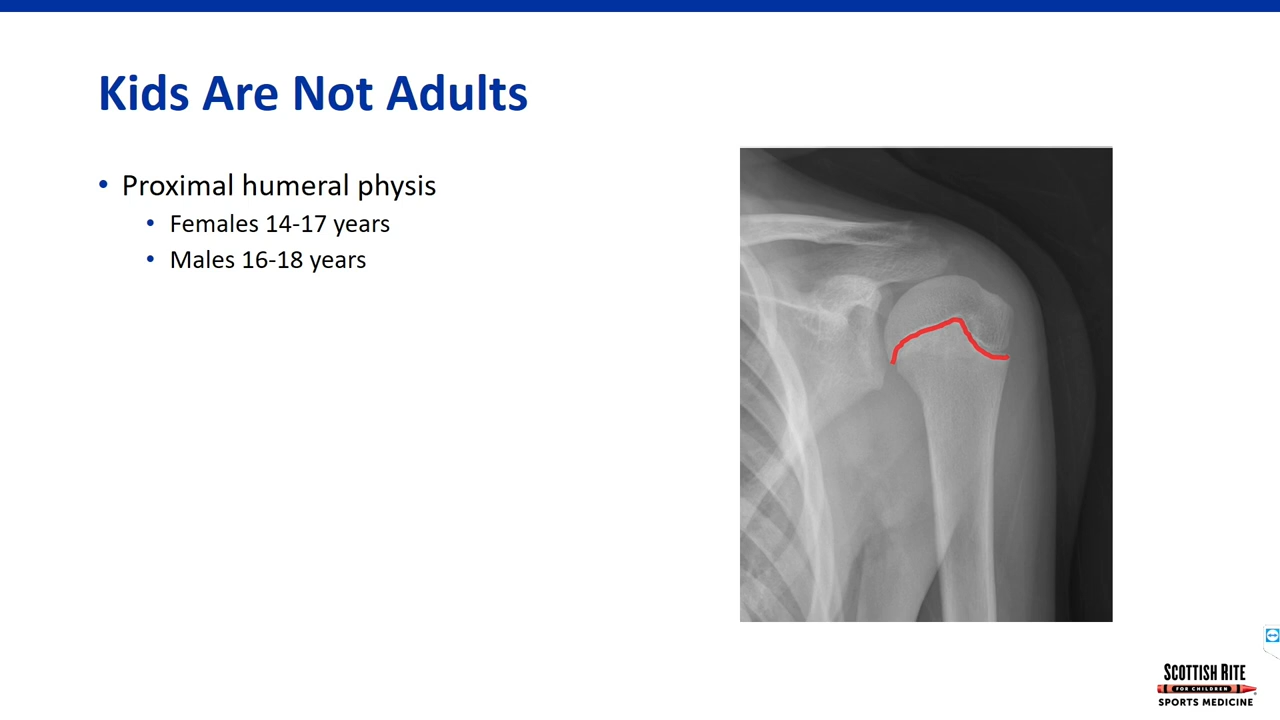 Kids Are Not Adults
• Proximal humeral physis
• Females 14-17 years
• Males 16-18 years
SCOTTISH RITE
FOR CHILDREN
SPORTS MEDICINE